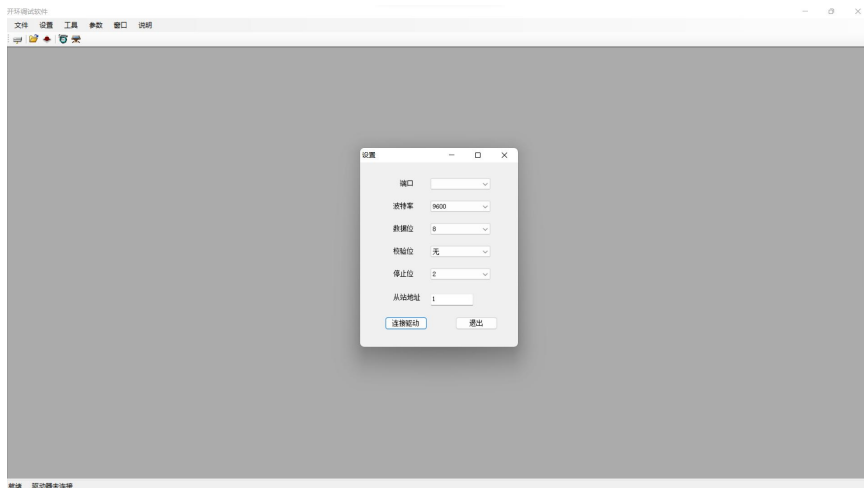 开环调试软件
文件 设置 工具 参数 窗口 说明
设置
端口
波特率 9600
数据位 8
校验位 无
停止位 2
从站地址 1
连接驱动 退出
就绪 驱动器未连接